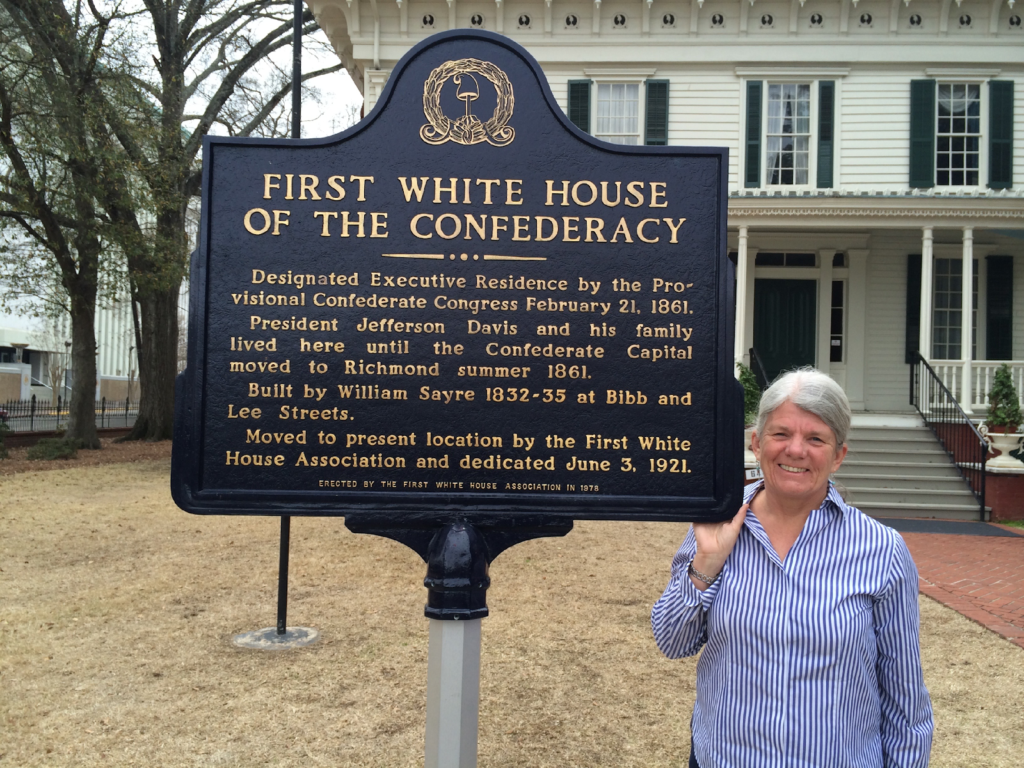 FIRST WHITE HOUSE
OF THE CONFEDERACY
Designated Executive Residence by the Pro-
visional Confederate Congress February 21, 1861.
President Jefferson Davis and his family
lived here until the Confederate Capital
moved to Richmond summer 1861.
Built by William Sayre 1832-35 at Bibb and
Lee Streets.
Moved to present location by the First White
House Association and dedicated June 3, 1921.
ERECTED BY THE FIRST WHITE HOUSE ASSOCIATION IN 1978